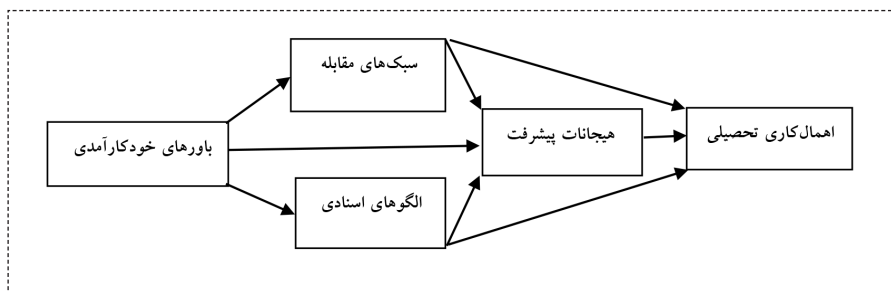 سبک‌های مقابله
باورهای خودکارآمدی
هیجانات پیشرفت
اهمال‌کاری تحصیلی
الگوهای اسنادی